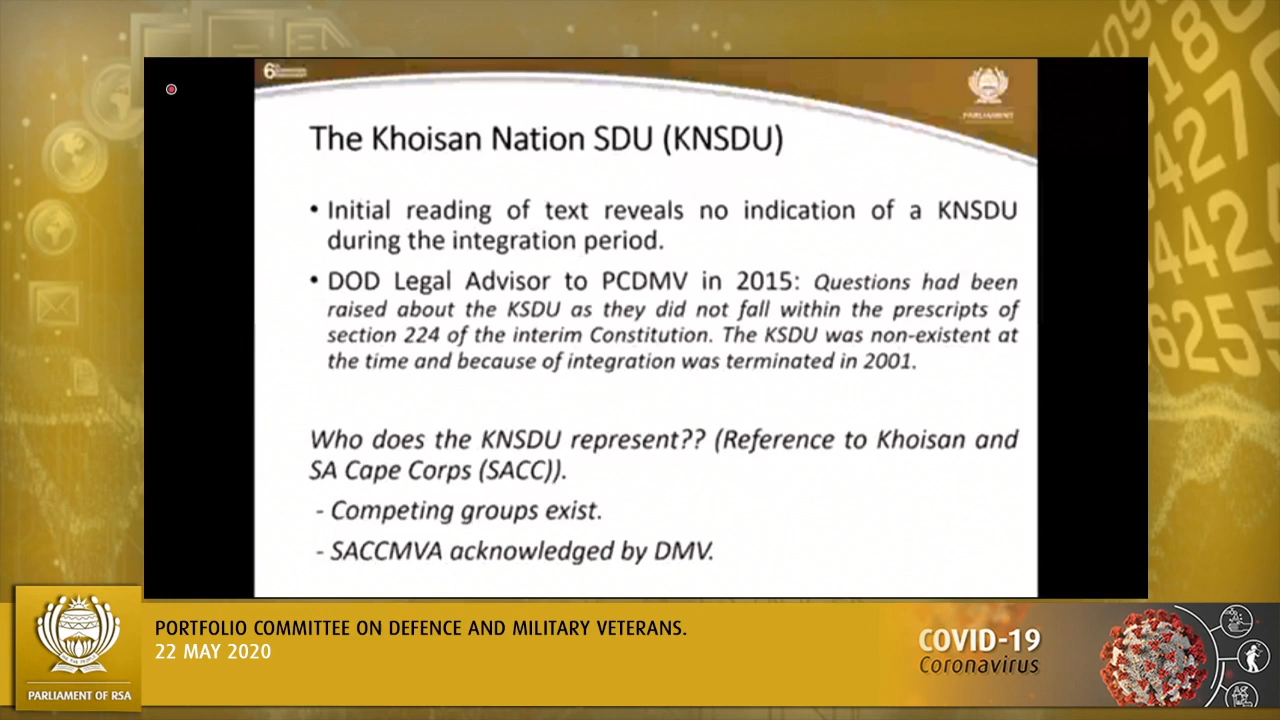 6
PARLIAMENT
The Khoisan Nation SDU (KNSDU)
• Initial reading of text reveals no indication of a KNSDU
during the integration period.
• DOD Legal Advisor to PCDMV in 2015: Questions had been
raised about the KSDU as they did not fall within the prescripts of
section 224 of the interim Constitution. The KSDU was non-existent at
the time and because of integration was terminated in 2001.
Who does the KNSDU represent?? (Reference to Khoisan and
SA Cape Corps (SACC)).
- Competing groups exist.
- SACCMVA acknowledged by DMV.
PORTFOLIO COMMITTEE ON DEFENCE AND MILITARY VETERANS.
22 MAY 2020
PARLIAMENT OF RSA
COVID-19
Coronavirus